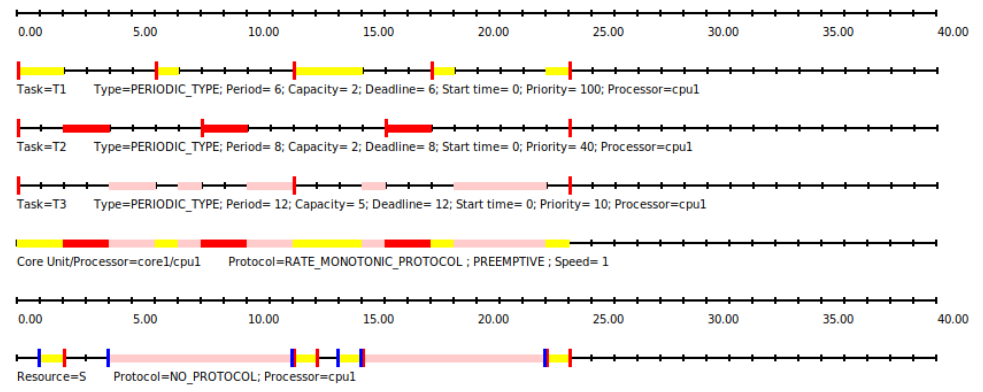 0.00 5.00 10.00 15.00 20.00 25.00 30.00 35.00 40.00
Task=T1 Type=PERIODIC_TYPE; Period= 6; Capacity= 2; Deadline= 6; Start time= 0; Priority= 100; Processor=cpu1
Task=T2 Type=PERIODIC_TYPE; Period= 8; Capacity= 2; Deadline= 8; Start time= 0; Priority= 40; Processor=cpu1
Task=T3 Type=PERIODIC_TYPE; Period= 12; Capacity= 5; Deadline= 12; Start time= 0; Priority= 10; Processor=cpu1
Core Unit/Processor=core1/cpu1 Protocol=RATE_MONOTONIC_PROTOCOL ; PREEMPTIVE ; Speed= 1
0.00 5.00 10.00 15.00 20.00 25.00 30.00 35.00 40.00
Resource=S Protocol=NO_PROTOCOL; Processor=cpu1